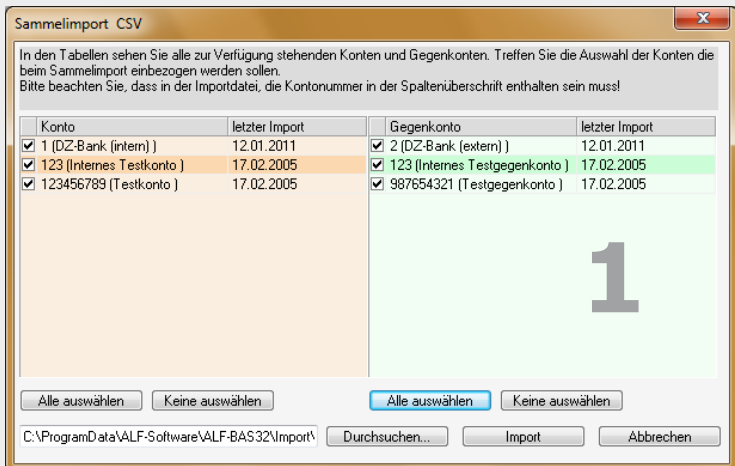 Sammelimport CSV
In den Tabellen sehen Sie alle zur Verfügung stehenden Konten und Gegenkonten. Treffen Sie die Auswahl der Konten die
beim Sammelimport einbezogen werden sollen.
Bitte beachten Sie, dass in der Importdatei, die Kontonummer in der Spaltenüberschrift enthalten sein muss!
Konto letzter Import Gegenkonto letzter Import
1 (DZ-Bank (intern) ) 12.01.2011 2 (DZ-Bank (extern) ) 12.01.2011
123 (Internes Testkonto ) 17.02.2005 123 (Internes Testgegenkonto ) 17.02.2005
123456789 (Testkonto ) 17.02.2005 987654321 (Testgegenkonto ) 17.02.2005
1
Alle auswählen Keine auswählen Alle auswählen Keine auswählen
C:\ProgramData\ALF-Software\ALF-BAS32\Import\ Durchsuchen... Import Abbrechen